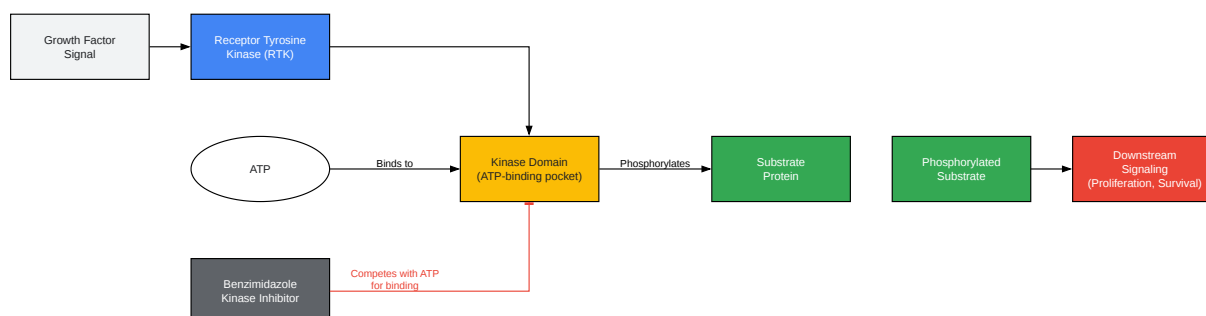 Growth Factor
Signal
Receptor Tyrosine
Kinase (RTK)
ATP
Binds to
Kinase Domain
(ATP-binding pocket)
Phosphorylates
Substrate
Protein
Phosphorylated
Substrate
Downstream
Signaling
(Proliferation, Survival)
Benzimidazole
Kinase Inhibitor
Competes with ATP
for binding